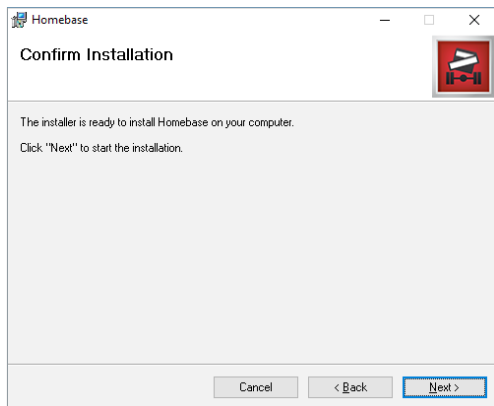 Homebase
Confirm Installation
The installer is ready to install Homebase on your computer.
Click "Next" to start the installation.
Cancel
< Back
Next >